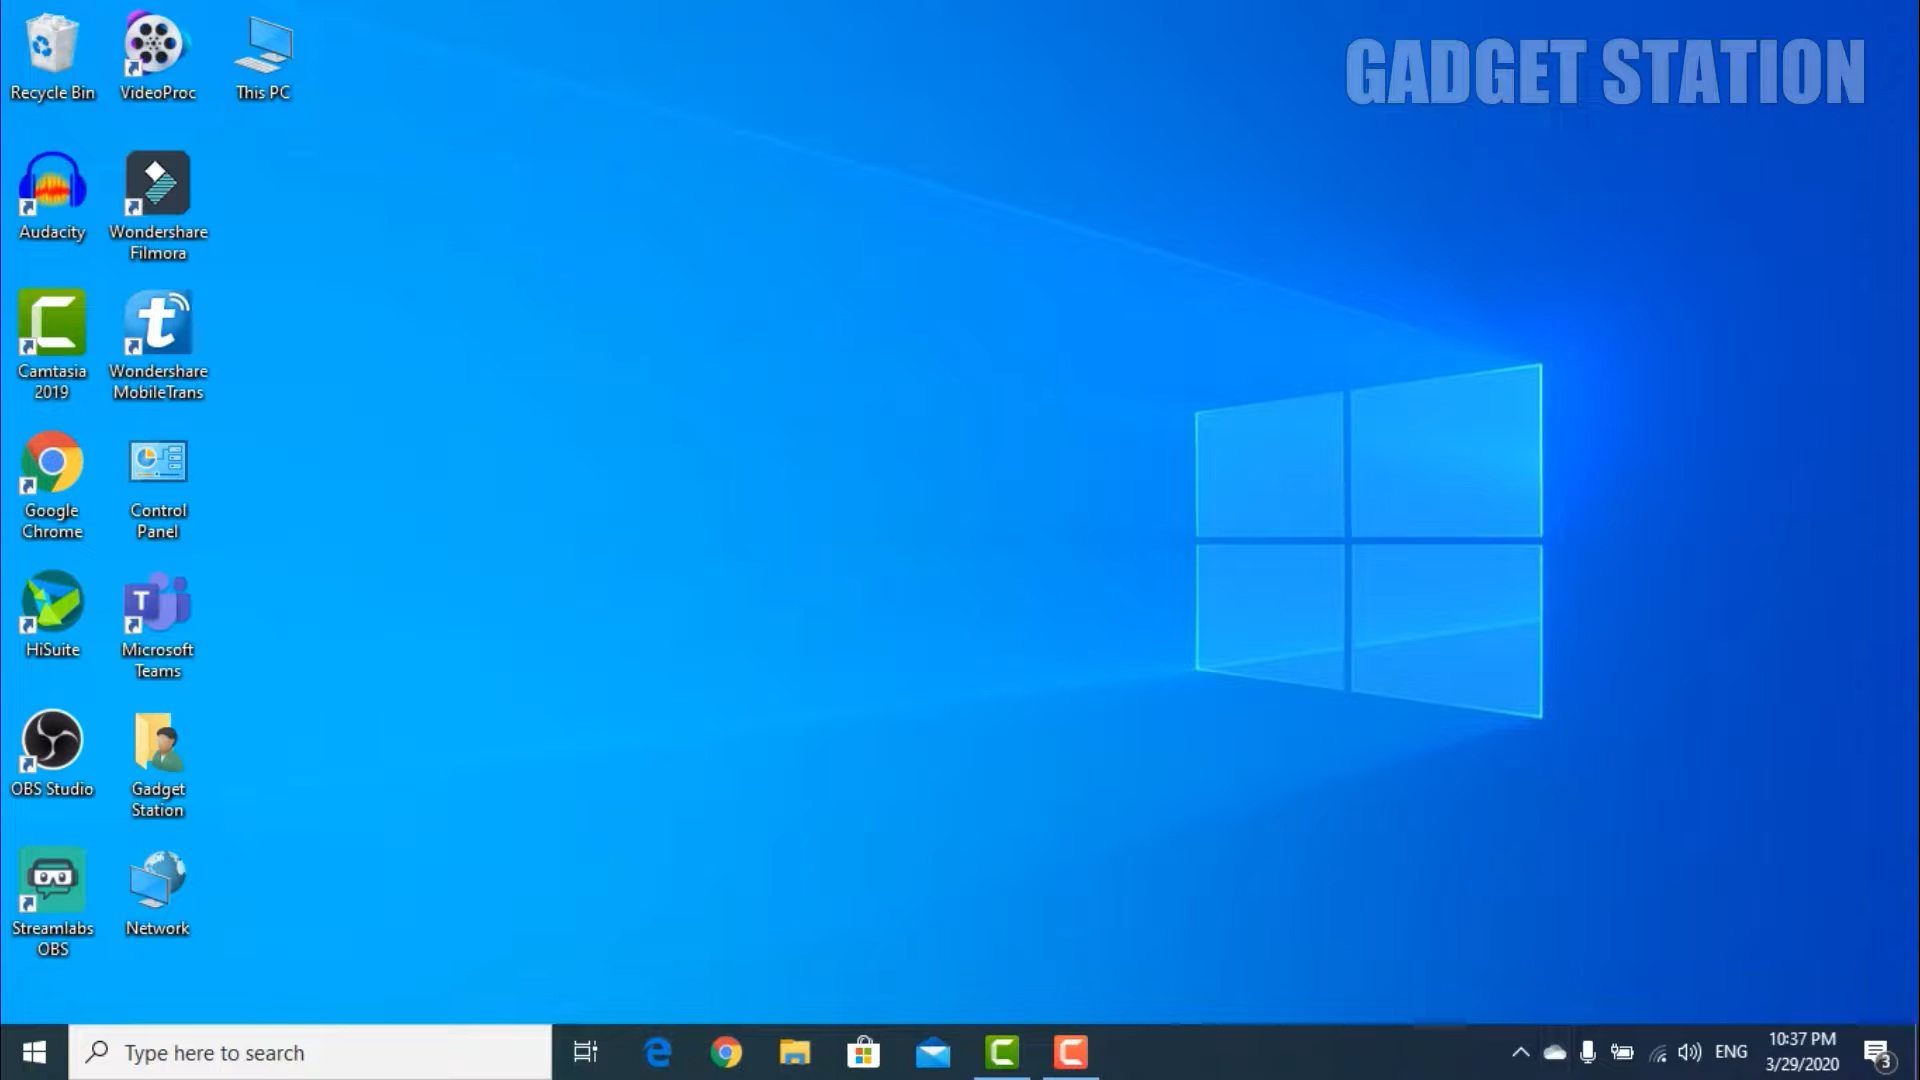 GADGET STATION
Recycle Bin
VideoProc
This PC
Audacity
Wondershare
Filmora
Camtasia
2019
Wondershare
MobileTrans
Google
Chrome
Control
Panel
HiSuite
Microsoft
Teams
OBS Studio
Gadget
Station
Streamlabs
OBS
Network
Type here to search
ENG
10:37 PM
3/29/2020
3